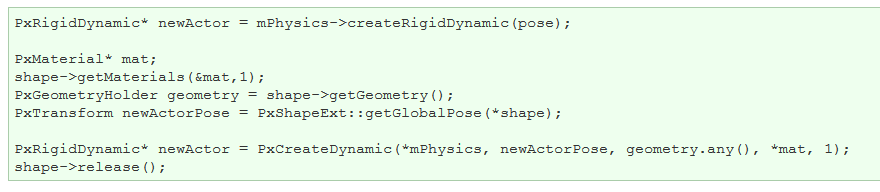 PxRigidDynamic* newActor = mPhysics->createRigidDynamic(pose);
PxMaterial* mat;
shape->getMaterials(&mat,1);
PxGeometryHolder geometry = shape->getGeometry();
PxTransform newActorPose = PxShapeExt::getGlobalPose(*shape);
PxRigidDynamic* newActor = PxCreateDynamic(*mPhysics, newActorPose, geometry.any(), *mat, 1);
shape->release();